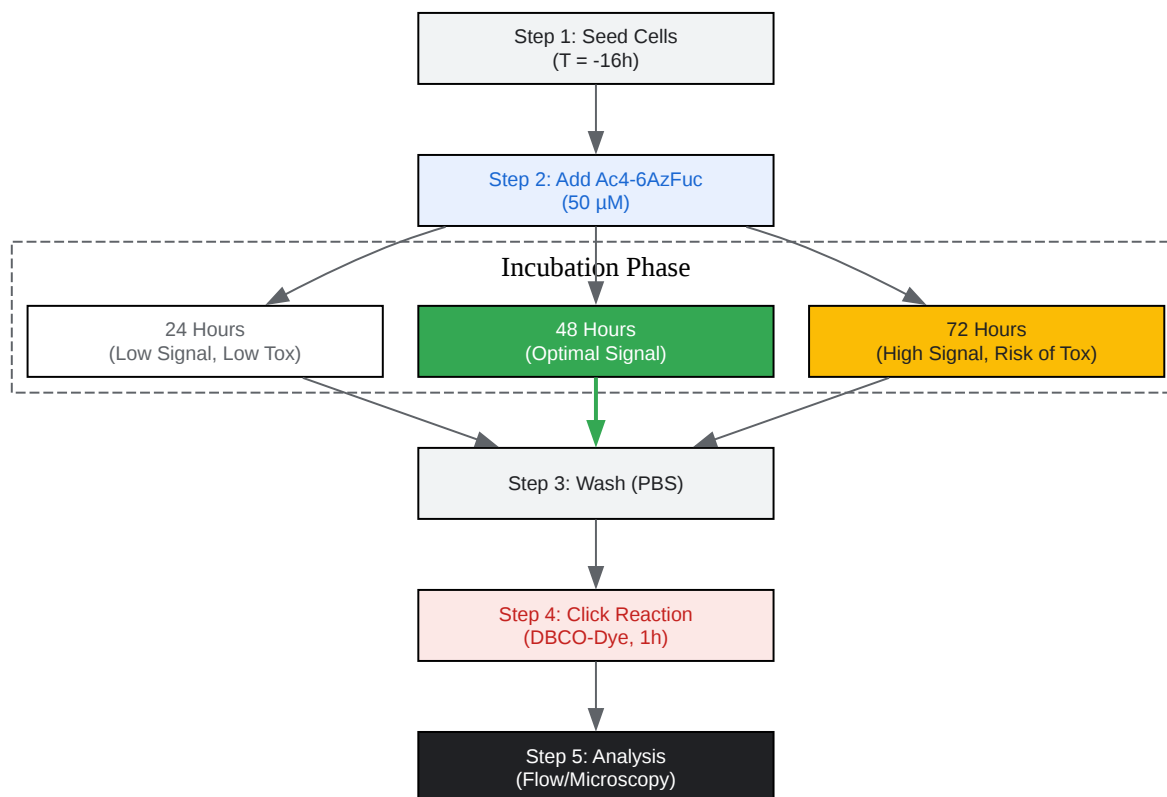 Step 1: Seed Cells
(T = -16h)
Step 2: Add Ac4-6AzFuc
(50 µM)
Incubation Phase
24 Hours
(Low Signal, Low Tox)
48 Hours
(Optimal Signal)
72 Hours
(High Signal, Risk of Tox)
Step 3: Wash (PBS)
Step 4: Click Reaction
(DBCO-Dye, 1h)
Step 5: Analysis
(Flow/Microscopy)